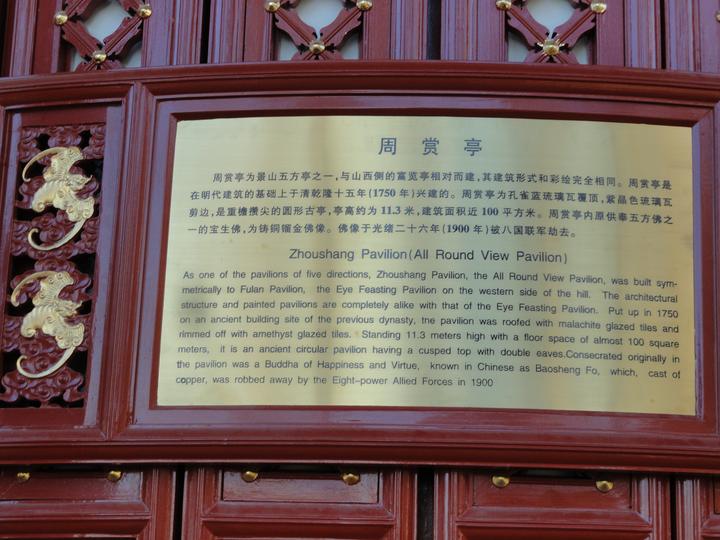 周赏亭
周赏亭为景山五方亭之一,与山西侧的富览亭相对而建,其建筑形式和彩绘完全相同。周赏亭是
在明代建筑的基础上于清乾隆十五年(1750年)兴建的。周赏亭为孔雀蓝琉璃瓦覆顶,紫晶色琉璃瓦
剪边,是重檐攒尖的圆形古亭,亭高约为11.3米,建筑面积近100平方米。周赏亭内原供奉五方佛之
一的宝生佛,为铸铜镏金佛像。佛像于光绪二十六年(1900年)被八国联军劫去。
Zhoushang Pavilion(All Round View Pavilion)
As one of the pavilions of five directions, Zhoushang Pavilion, the All Round View Pavilion, was built sym-
metrically to Fulan Pavilion, the Eye Feasting Pavilion on the western side of the hill. The architectural
structure and painted pavilions are completely alike with that of the Eye Feasting Pavilion. Put up in 1750
on an ancient building site of the previous dynasty, the pavilion was roofed with malachite glazed tiles and
rimmed off with amethyst glazed tiles. Standing 11.3 meters high with a floor space of almost 100 square
meters, it is an ancient circular pavilion having a cusped top with double eaves.Consecrated originally in
the pavilion was a Buddha of Happiness and Virtue, known in Chinese as Baosheng Fo, which, cast of
copper, was robbed away by the Eight-power Allied Forces in 1900